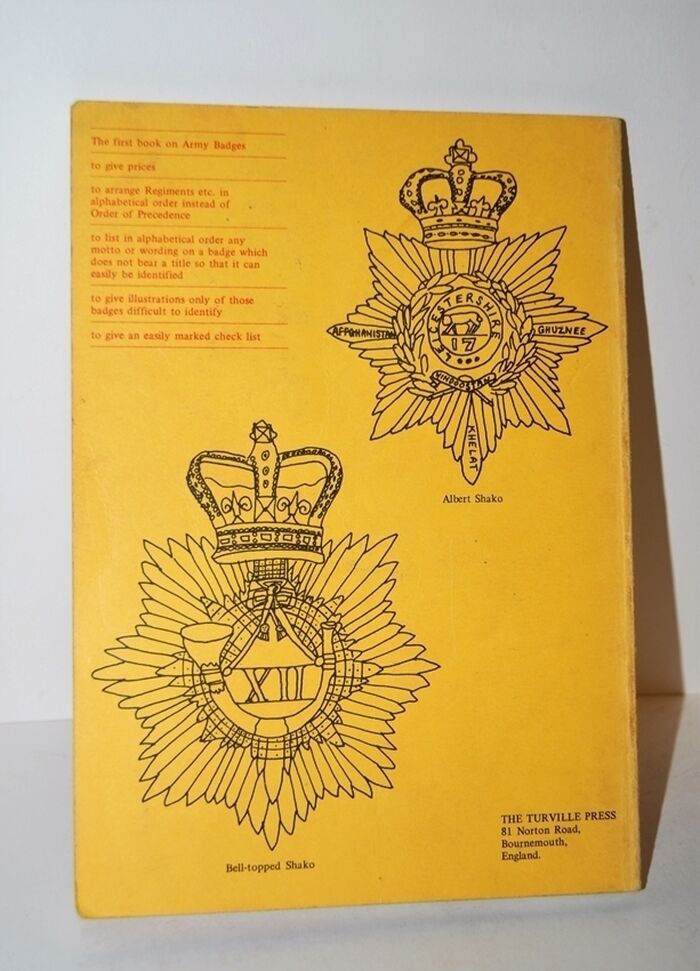 The first book on Army Badges
to give prices
to arrange Regiments etc. in
alphabetical order instead of
Order of Precedence
to list in alphabetical order any
motto or wording on a badge which
does not bear a title so that it can
easily be identified
to give illustrations only of those
badges difficult to identify
to give an easily marked check list
LEICESTERSHIRE
17
AFFGHANISTAN
GHUZNEE
HINDOOSTAN
KHELAT
Albert Shako
XIII
Bell-topped Shako
THE TURVILLE PRESS
81 Norton Road,
Bournemouth,
England.